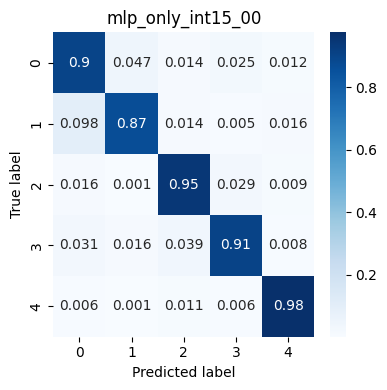 mlp_only_int15_00
0 0.9 0.047 0.014 0.025 0.012
1 0.098 0.87 0.014 0.005 0.016
2 0.016 0.001 0.95 0.029 0.009
3 0.031 0.016 0.039 0.91 0.008
4 0.006 0.001 0.011 0.006 0.98
0 1 2 3 4
True label
Predicted label
0.8
0.6
0.4
0.2